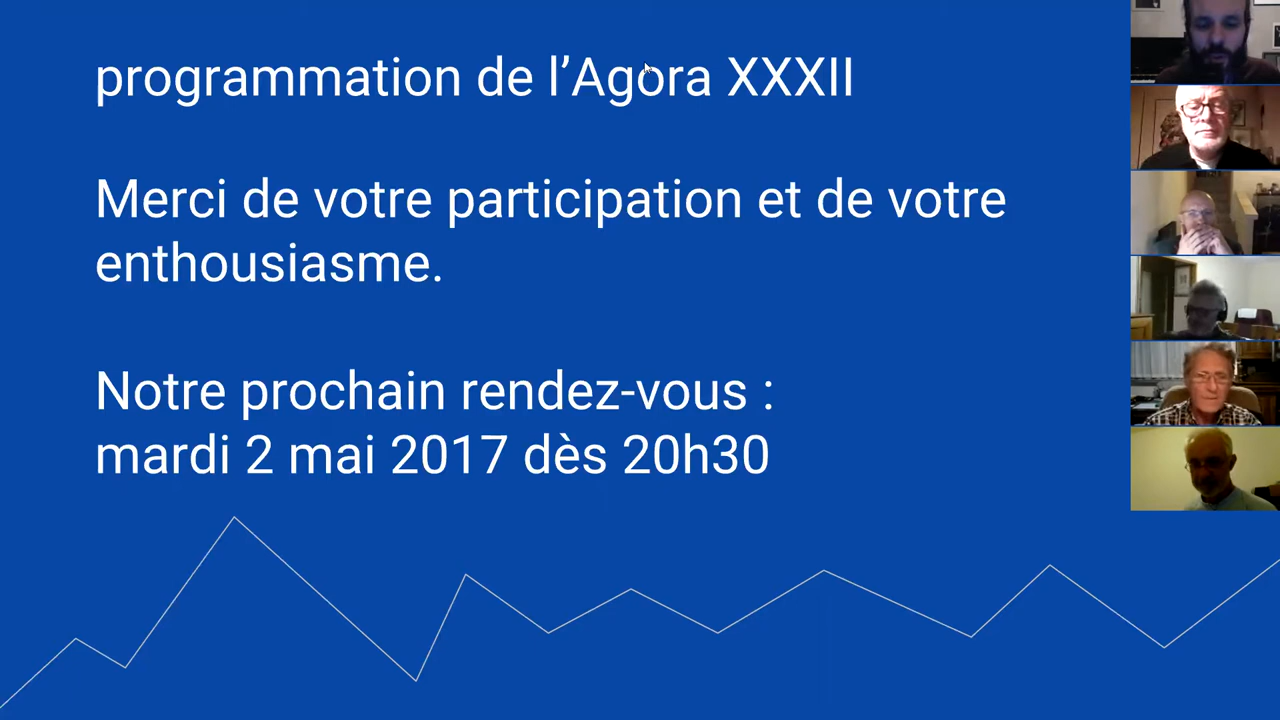 programmation de l’Agora XXXII
Merci de votre participation et de votre
enthousiasme.
Notre prochain rendez-vous :
mardi 2 mai 2017 dès 20h30